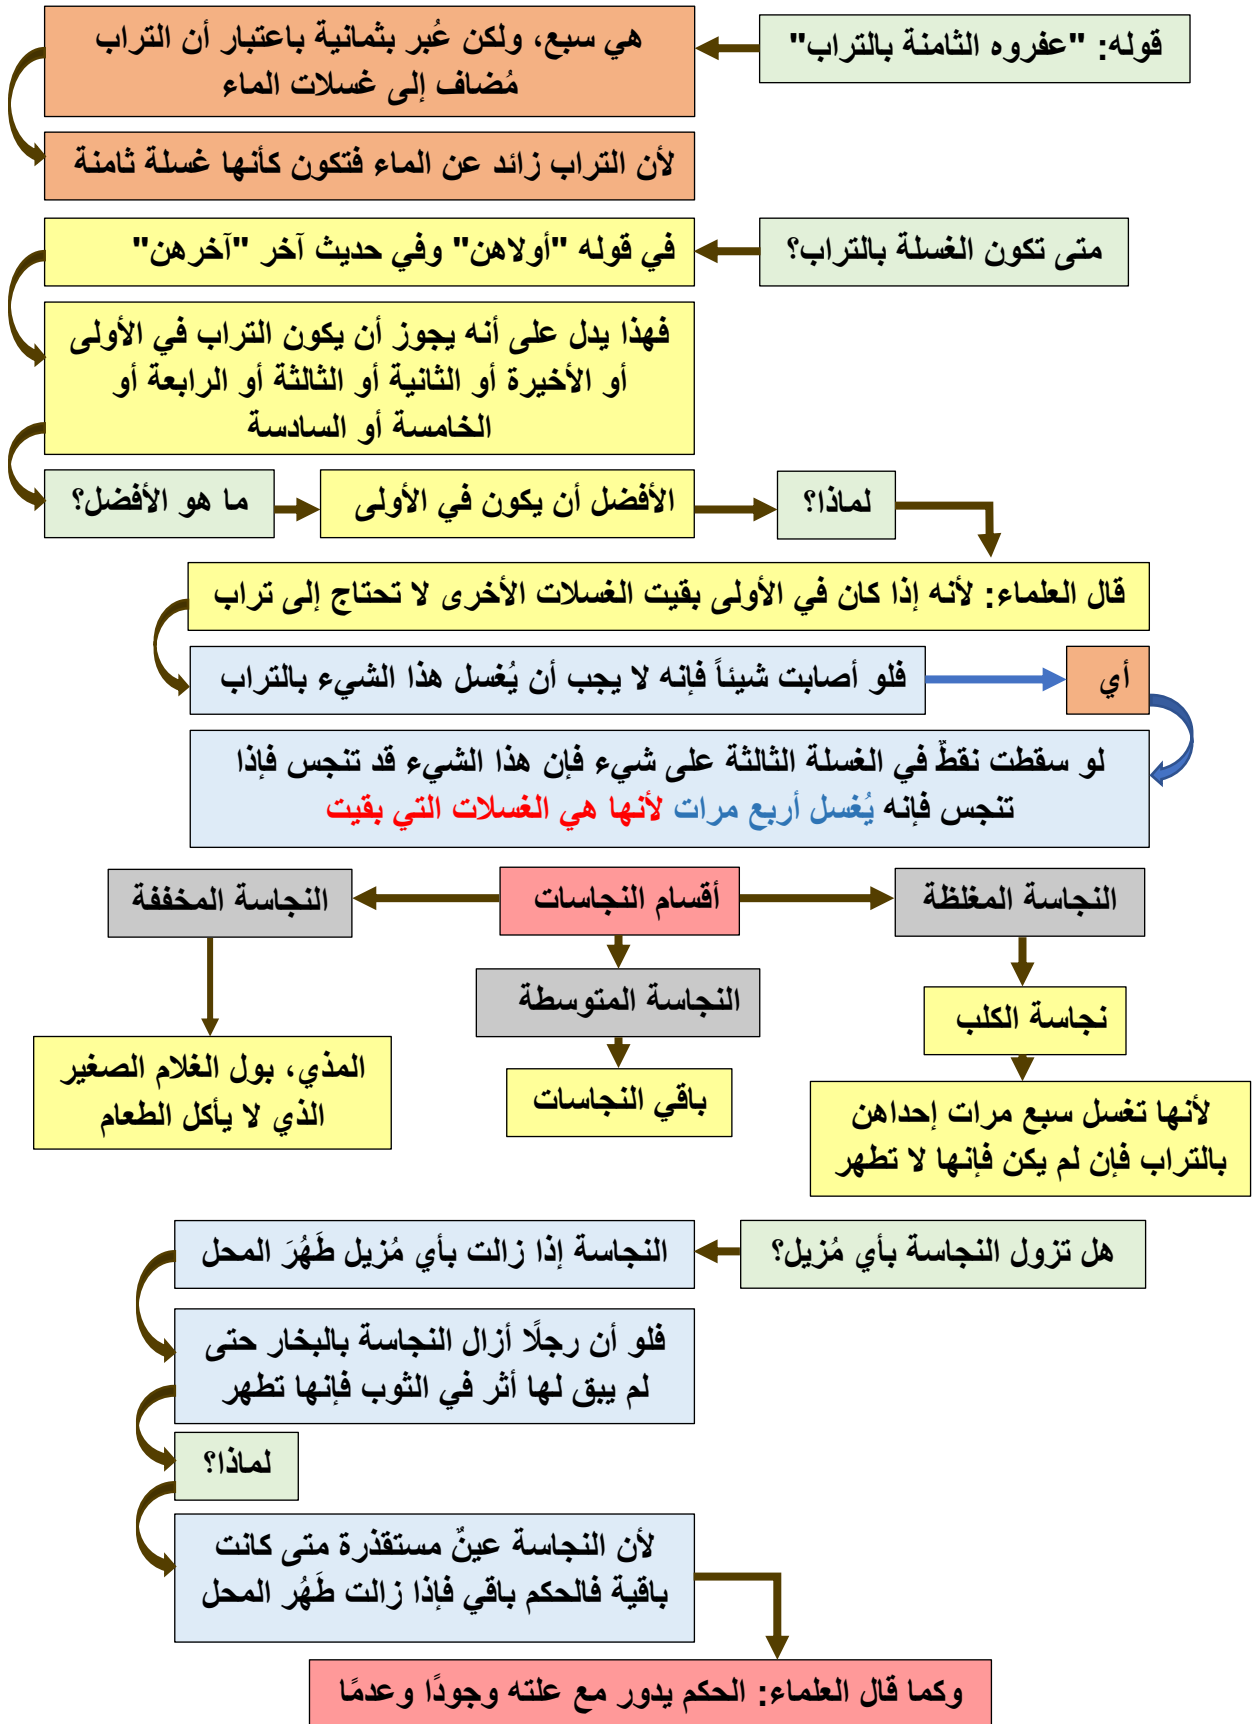 قوله: "عفروه الثامنة بالتراب"
هي سبع، ولكن عُبر بثمانية باعتبار أن التراب
مُضاف إلى غسلات الماء
لأن التراب زائد عن الماء فتكون كأنها غسلة ثامنة
متى تكون الغسلة بالتراب؟
في قوله "أولاهن" وفي حديث آخر "آخرهن"
فهذا يدل على أنه يجوز أن يكون التراب في الأولى
أو الأخيرة أو الثانية أو الثالثة أو الرابعة أو
الخامسة أو السادسة
ما هو الأفضل؟
الأفضل أن يكون في الأولى
لماذا؟
قال العلماء: لأنه إذا كان في الأولى بقيت الغسلات الأخرى لا تحتاج إلى تراب
فلو أصابت شيئاً فإنه لا يجب أن يُغسل هذا الشيء بالتراب
أي
لو سقطت نقطٌ في الغسلة الثالثة على شيء فإن هذا الشيء قد تنجس فإذا
تنجس فإنه يُغسل أربع مرات لأنها هي الغسلات التي بقيت
أقسام النجاسات
النجاسة المغلظة
النجاسة المخففة
النجاسة المتوسطة
نجاسة الكلب
لأنها تغسل سبع مرات إحداهن
بالتراب فإن لم يكن فإنها لا تطهر
باقي النجاسات
المذي، بول الغلام الصغير
الذي لا يأكل الطعام
هل تزول النجاسة بأي مُزيل؟
النجاسة إذا زالت بأي مُزيل طَهُرَ المحل
فلو أن رجلًا أزال النجاسة بالبخار حتى
لم يبق لها أثر في الثوب فإنها تطهر
لماذا؟
لأن النجاسة عينٌ مستقذرة متى كانت
باقية فالحكم باقي فإذا زالت طَهُر المحل
وكما قال العلماء: الحكم يدور مع علته وجودًا وعدمًا